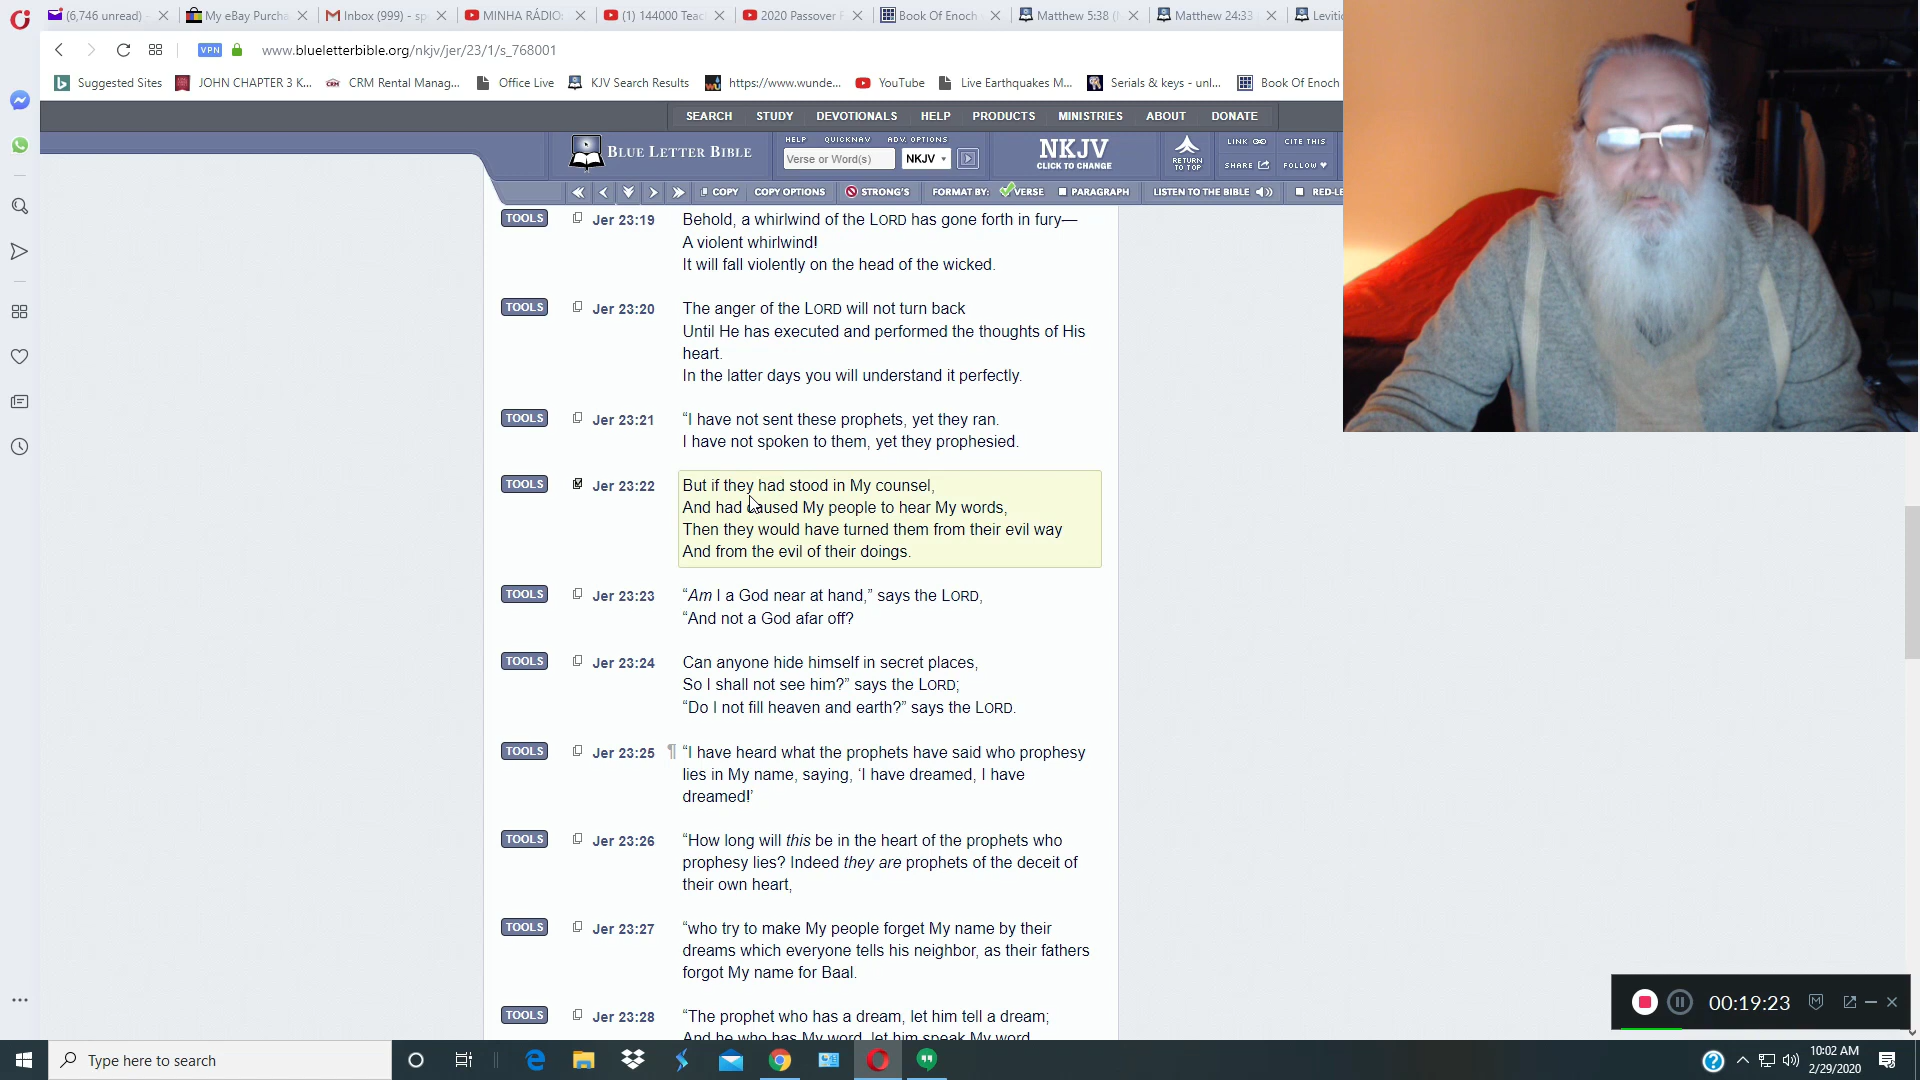 (6,746 unread) -
My eBay Purcha
Inbox (999) - sp
MINHA RÁDIO
(1) 144000 Teac
2020 Passover F
Book Of Enoch
Matthew 5:38 (
Matthew 24:33
Leviti
VPN
www.blueletterbible.org/nkjv/jer/23/1/s_768001
Suggested Sites
JOHN CHAPTER 3 K...
CRM Rental Manag...
Office Live
KJV Search Results
https://www.wunde...
YouTube
Live Earthquakes M...
Serials & keys - unl...
Book Of Enoch
SEARCH STUDY DEVOTIONALS HELP PRODUCTS MINISTRIES ABOUT DONATE
BLUE LETTER BIBLE
HELP QUICKNAV ADV. OPTIONS
Verse or Word(s)
NKJV
NKJV
CLICK TO CHANGE
RETURN
TO TOP
LINK
CITE THIS
SHARE
FOLLOW
COPY COPY OPTIONS STRONG'S FORMAT BY: VERSE PARAGRAPH LISTEN TO THE BIBLE RED-LE
TOOLS Jer 23:19 Behold, a whirlwind of the LORD has gone forth in fury—
A violent whirlwind!
It will fall violently on the head of the wicked.
TOOLS Jer 23:20 The anger of the LORD will not turn back
Until He has executed and performed the thoughts of His
heart.
In the latter days you will understand it perfectly.
TOOLS Jer 23:21 “I have not sent these prophets, yet they ran.
I have not spoken to them, yet they prophesied.
TOOLS Jer 23:22 But if they had stood in My counsel,
And had caused My people to hear My words,
Then they would have turned them from their evil way
And from the evil of their doings.
TOOLS Jer 23:23 “Am I a God near at hand,” says the LORD,
“And not a God afar off?
TOOLS Jer 23:24 Can anyone hide himself in secret places,
So I shall not see him?” says the LORD;
“Do I not fill heaven and earth?” says the LORD.
TOOLS Jer 23:25 ¶ “I have heard what the prophets have said who prophesy
lies in My name, saying, ‘I have dreamed, I have
dreamed!’
TOOLS Jer 23:26 “How long will this be in the heart of the prophets who
prophesy lies? Indeed they are prophets of the deceit of
their own heart,
TOOLS Jer 23:27 “who try to make My people forget My name by their
dreams which everyone tells his neighbor, as their fathers
forgot My name for Baal.
TOOLS Jer 23:28 “The prophet who has a dream, let him tell a dream;
And he who has My word, let him speak My word
00:19:23
Type here to search
10:02 AM
2/29/2020